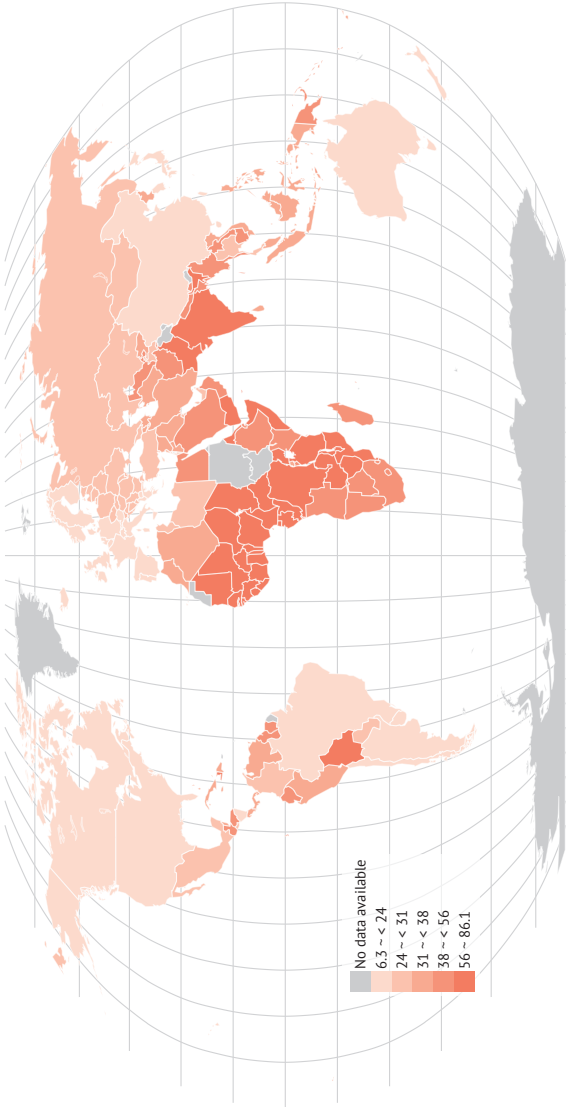 No data available
6.3 ~ < 24
24 ~ < 31
31 ~ < 38
38 ~ < 56
56 ~ 86.1